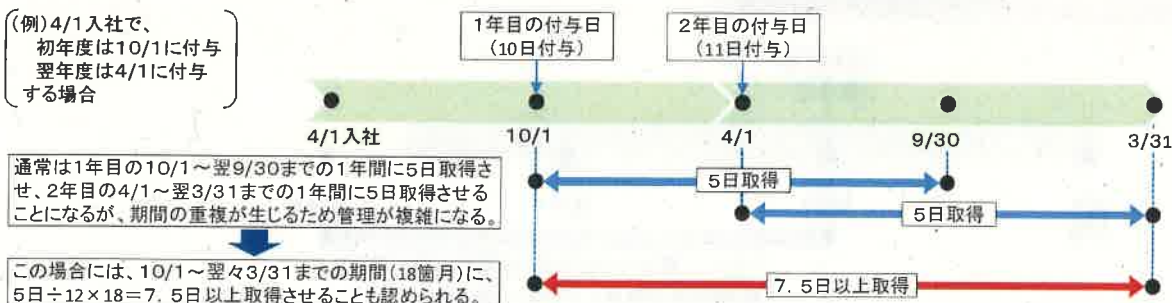 (例)4/1入社で、
初年度は10/1に付与
翌年度は4/1に付与
する場合
1年目の付与日
(10日付与)
2年目の付与日
(11日付与)
4/1入社
10/1
4/1
9/30
3/31
通常は1年目の10/1～翌9/30までの1年間に5日取得さ
せ、2年目の4/1～翌3/31までの1年間に5日取得させる
ことになるが、期間の重複が生じるため管理が複雑になる。
5日取得
5日取得
この場合には、10/1～翌々3/31までの期間(18箇月)に、
5日÷12×18＝7．5日以上取得させることも認められる。
7．5日以上取得